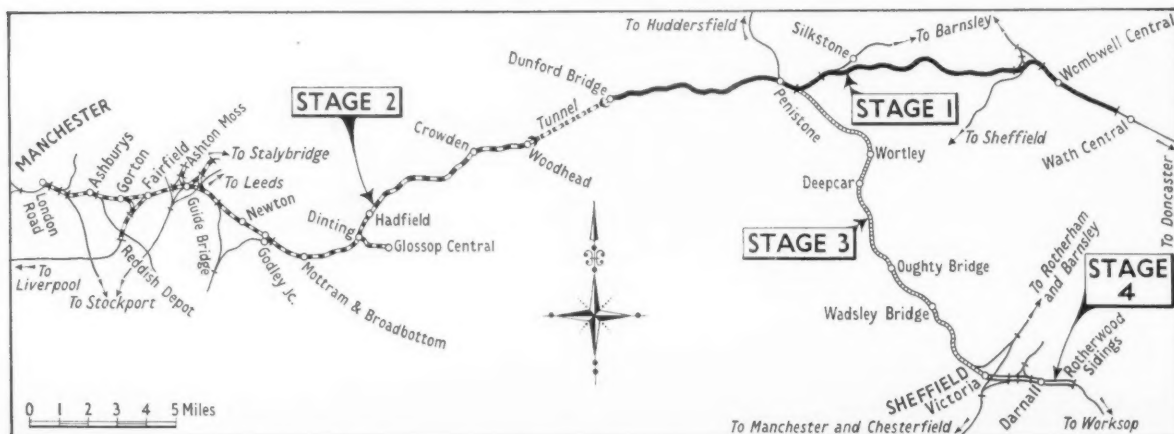 To Huddersfield
Silkstone
To Barnsley
Wombwell Central
Dunford Bridge
STAGE 2
Tunnel
Penistone
STAGE 1
To Sheffield
Wath Central
To Doncaster
MANCHESTER
London
Road
Ashburys
Gorton
Fairfield
Ashton Moss
To Stalybridge
To Leeds
Crowden
Woodhead
Wortley
Deepcar
Newton
Dinting
Hadfield
Glossop Central
STAGE 3
Guide Bridge
Godley Jc.
Reddish Depot
To
Liverpool
To Stockport
Mottram & Broadbottom
Oughty Bridge
Wadsley Bridge
To Rotherham
and Barnsley
STAGE
4
Rotherwood
Sidings
SHEFFIELD
Victoria
Darnall
0 1 2 3 4 5 Miles
To Manchester and Chesterfield
To Worksop